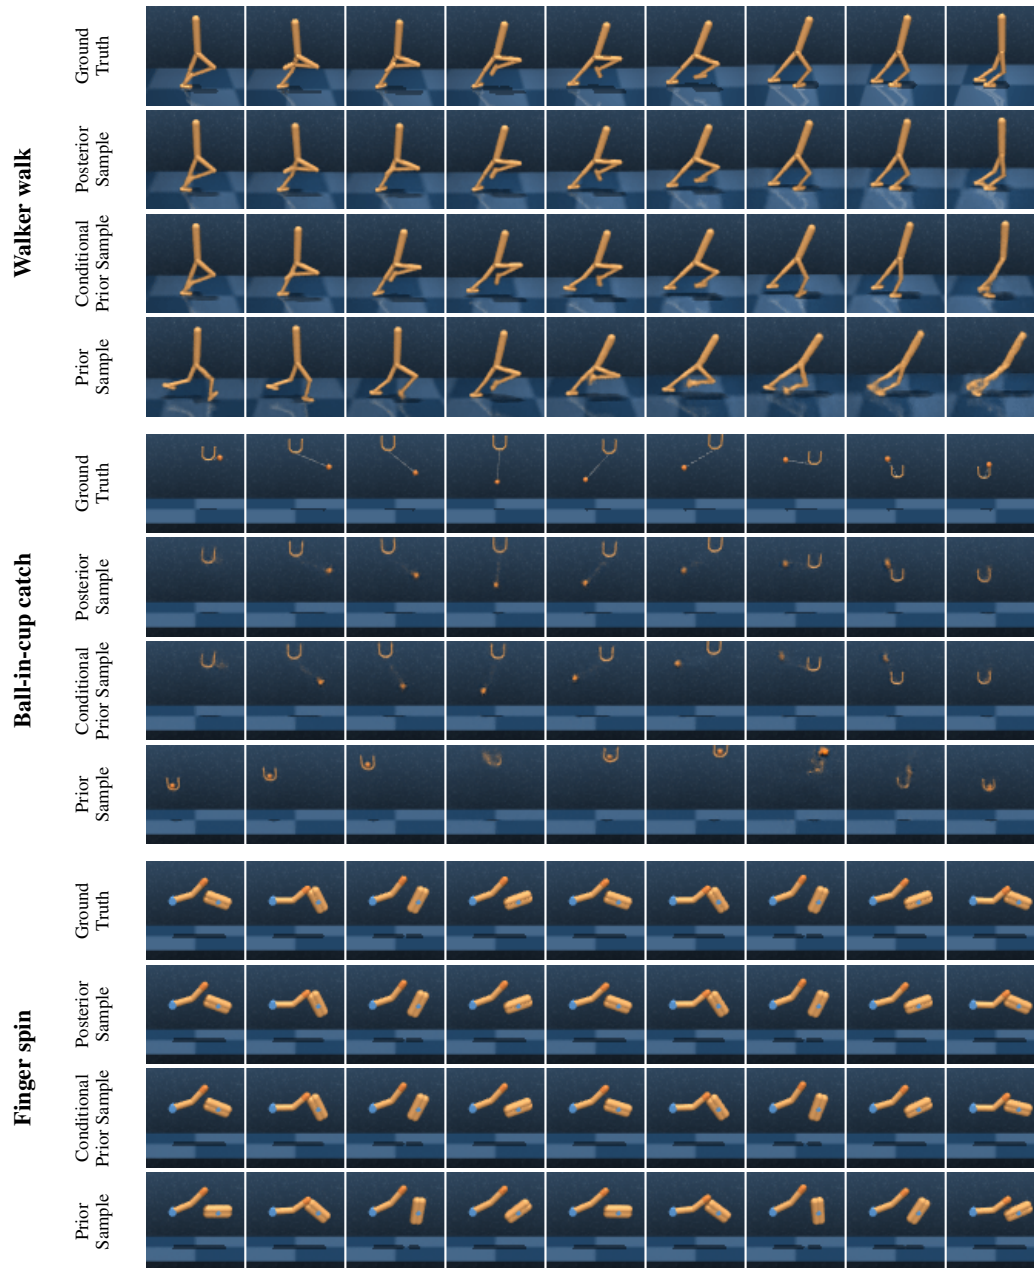 Walker walk
Ground
Truth
Posterior
Sample
Conditional
Prior Sample
Prior
Sample
Ball-in-cup catch
Ground
Truth
Posterior
Sample
Conditional
Prior Sample
Prior
Sample
Finger spin
Ground
Truth
Posterior
Sample
Conditional
Prior Sample
Prior
Sample